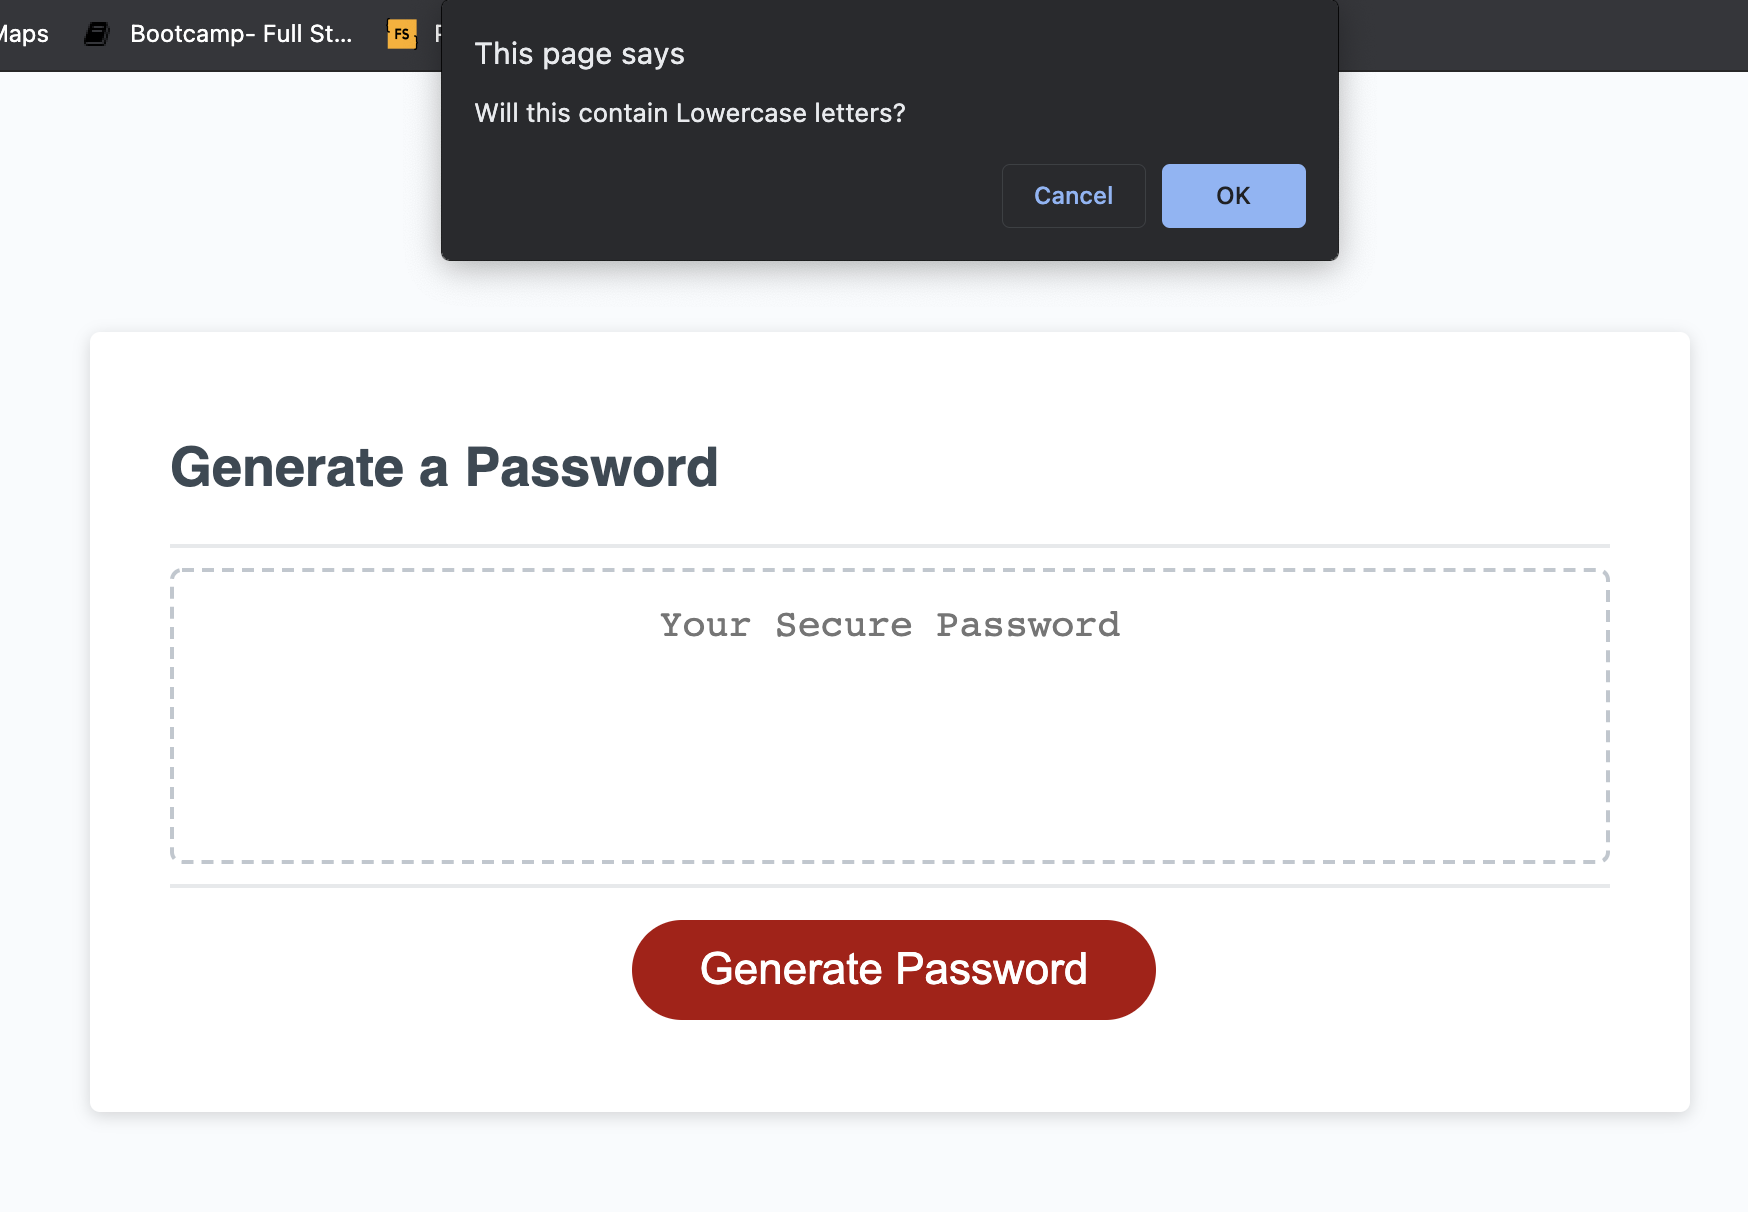 Bootcamp- Full St...
FS
This page says
Will this contain Lowercase letters?
Cancel
OK
Generate a Password
Your Secure Password
Generate Password